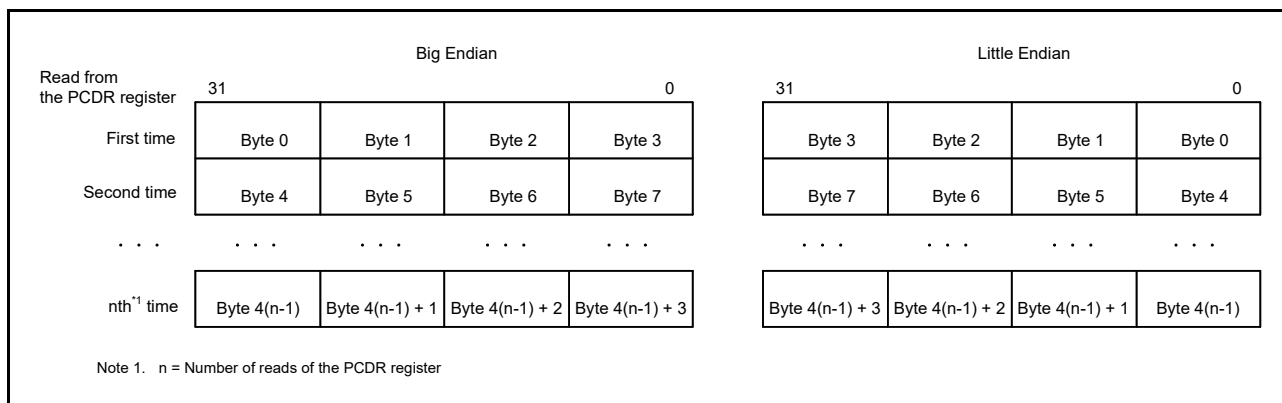 Big Endian Little Endian
Read from
the PCDR register
31 0 31 0
First time Byte 0 Byte 1 Byte 2 Byte 3 Byte 3 Byte 2 Byte 1 Byte 0
Second time Byte 4 Byte 5 Byte 6 Byte 7 Byte 7 Byte 6 Byte 5 Byte 4
. . . . . . . . . . . . . . . . . . . . . . . . . . .
nth*1 time Byte 4(n-1) Byte 4(n-1) + 1 Byte 4(n-1) + 2 Byte 4(n-1) + 3 Byte 4(n-1) + 3 Byte 4(n-1) + 2 Byte 4(n-1) + 1 Byte 4(n-1)
Note 1. n = Number of reads of the PCDR register